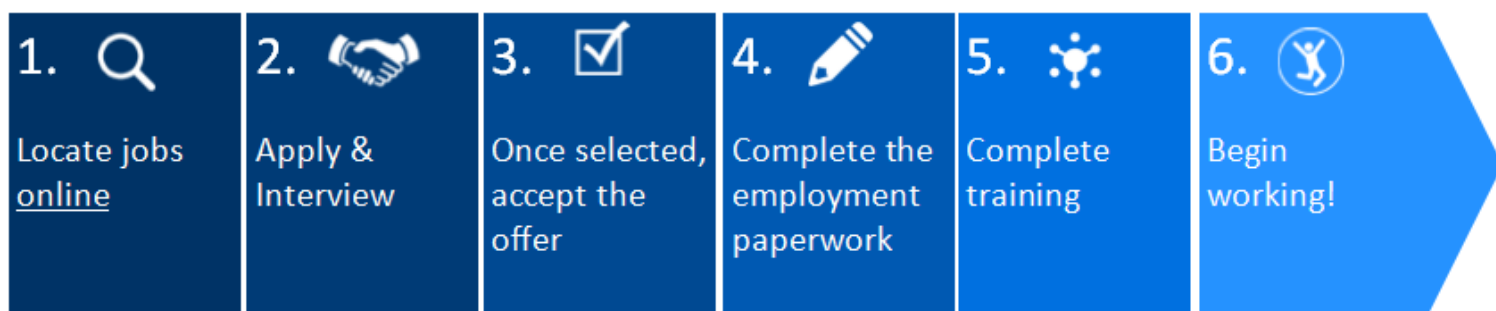 1.
Locate jobs
online
2.
Apply &
Interview
3.
Once selected,
accept the
offer
4.
Complete the
employment
paperwork
5.
Complete
training
6.
Begin
working!